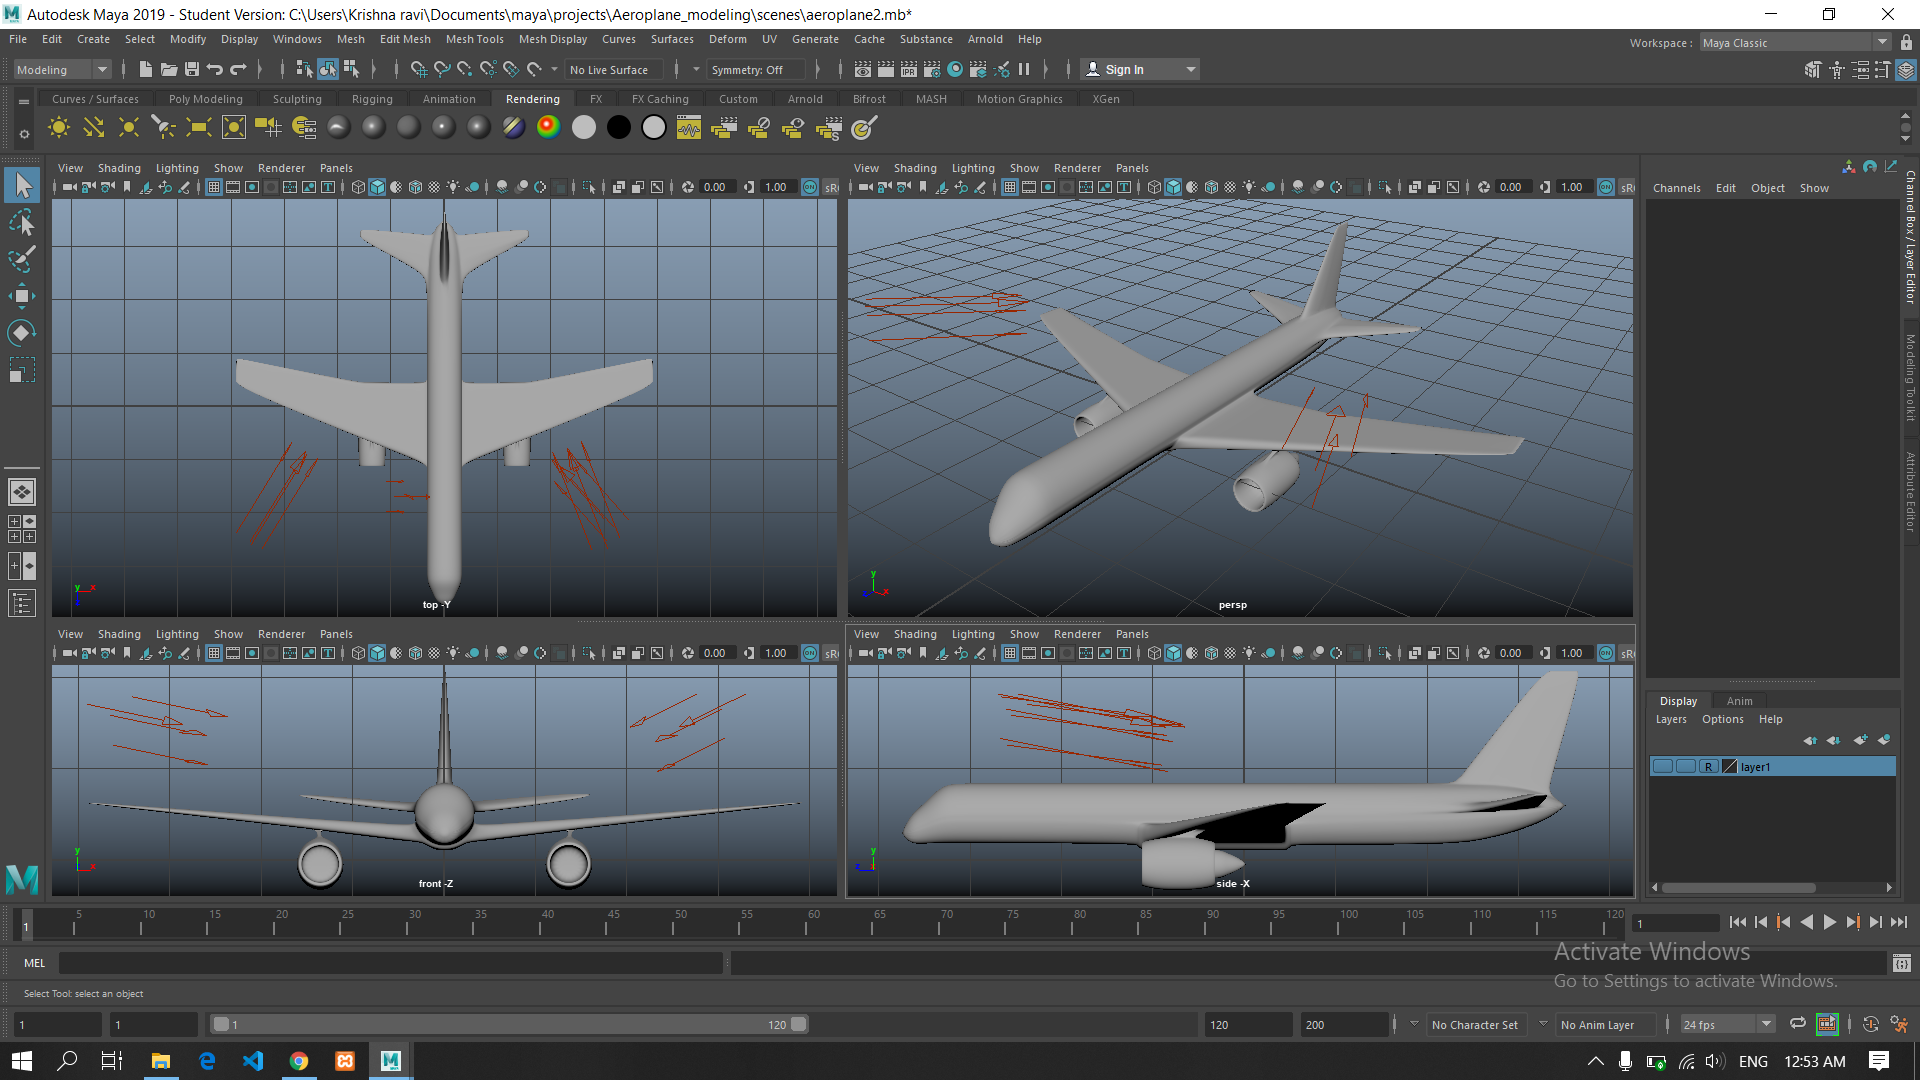 Autodesk Maya 2019 - Student Version: C:\Users\Krishna ravi\Documents\maya\projects\Aeroplane_modeling\scenes\aeroplane2.mb*
File Edit Create Select Modify Display Windows Mesh Edit Mesh Mesh Tools Mesh Display Curves Surfaces Deform UV Generate Cache Substance Arnold Help
Workspace : Maya Classic
Modeling No Live Surface Symmetry: Off IPR Sign In
Curves / Surfaces Poly Modeling Sculpting Rigging Animation Rendering FX FX Caching Custom Arnold Bifrost MASH Motion Graphics XGen
View Shading Lighting Show Renderer Panels
0.00 1.00 ON sR
top -Y
View Shading Lighting Show Renderer Panels
0.00 1.00 ON sR
persp
View Shading Lighting Show Renderer Panels
0.00 1.00 ON sR
front -Z
View Shading Lighting Show Renderer Panels
0.00 1.00 ON sR
side -X
Channels Edit Object Show
Channel Box / Layer Editor
Modeling Toolkit
Attribute Editor
Display Anim
Layers Options Help
R layer1
1 5 10 15 20 25 30 35 40 45 50 55 60 65 70 75 80 85 90 95 100 105 110 115 120
1
MEL
Activate Windows
Go to Settings to activate Windows.
Select Tool: select an object
1 1 1 120 120 200 No Character Set No Anim Layer 24 fps
ENG 12:53 AM